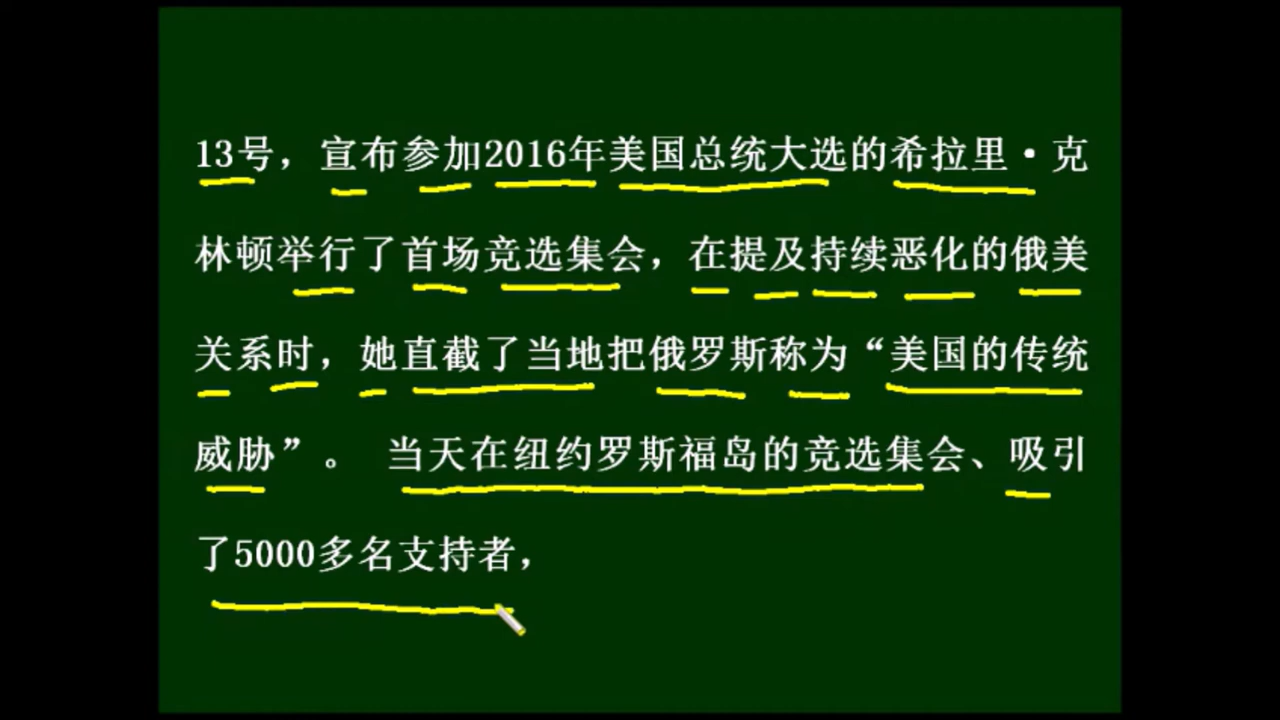 13号，宣布参加2016年美国总统大选的希拉里·克
林顿举行了首场竞选集会，在提及持续恶化的俄美
关系时，她直截了当地把俄罗斯称为“美国的传统
威胁”。 当天在纽约罗斯福岛的竞选集会、吸引
了5000多名支持者，